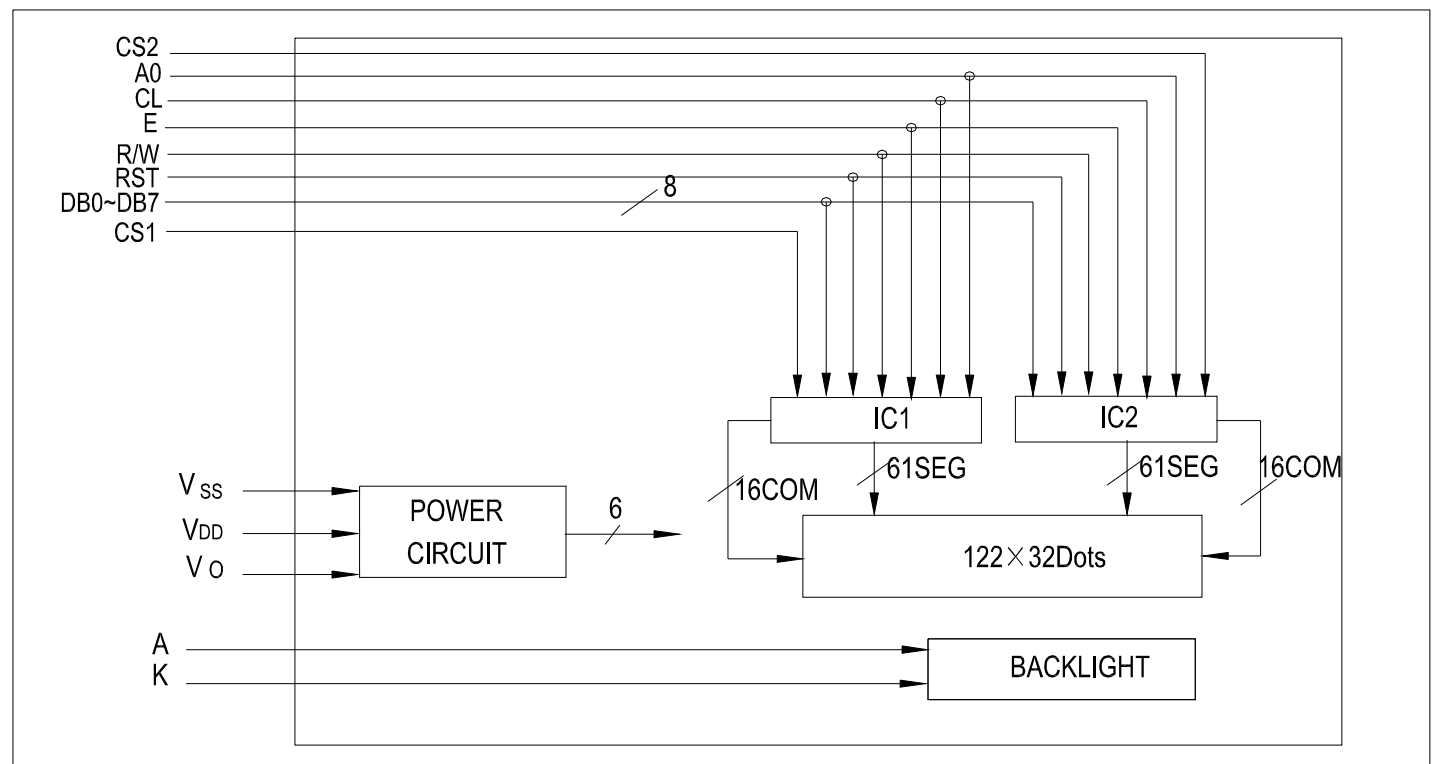 CS2
A0
CL
E
R/W
RST
DB0~DB7
8
CS1
IC1
IC2
61SEG
61SEG
16COM
16COM
VSS
VDD
VO
POWER
CIRCUIT
6
122×32Dots
A
K
BACKLIGHT